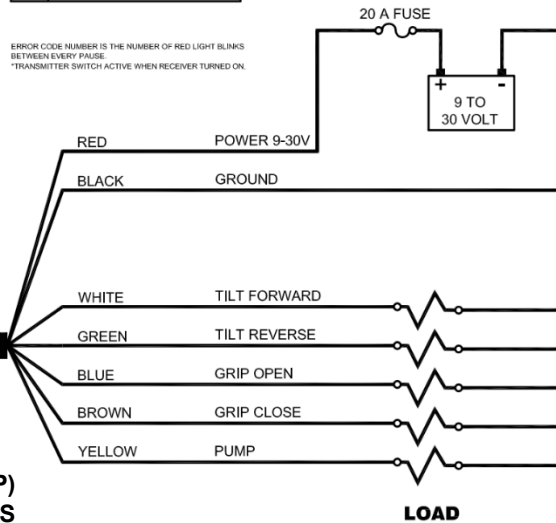 20 A FUSE
ERROR CODE NUMBER IS THE NUMBER OF RED LIGHT BLINKS
BETWEEN EVERY PAUSE.
*TRANSMITTER SWITCH ACTIVE WHEN RECEIVER TURNED ON.
+ -
9 TO
30 VOLT
RED POWER 9-30V
BLACK GROUND
WHITE TILT FORWARD
GREEN TILT REVERSE
BLUE GRIP OPEN
BROWN GRIP CLOSE
YELLOW PUMP
P)
S
LOAD